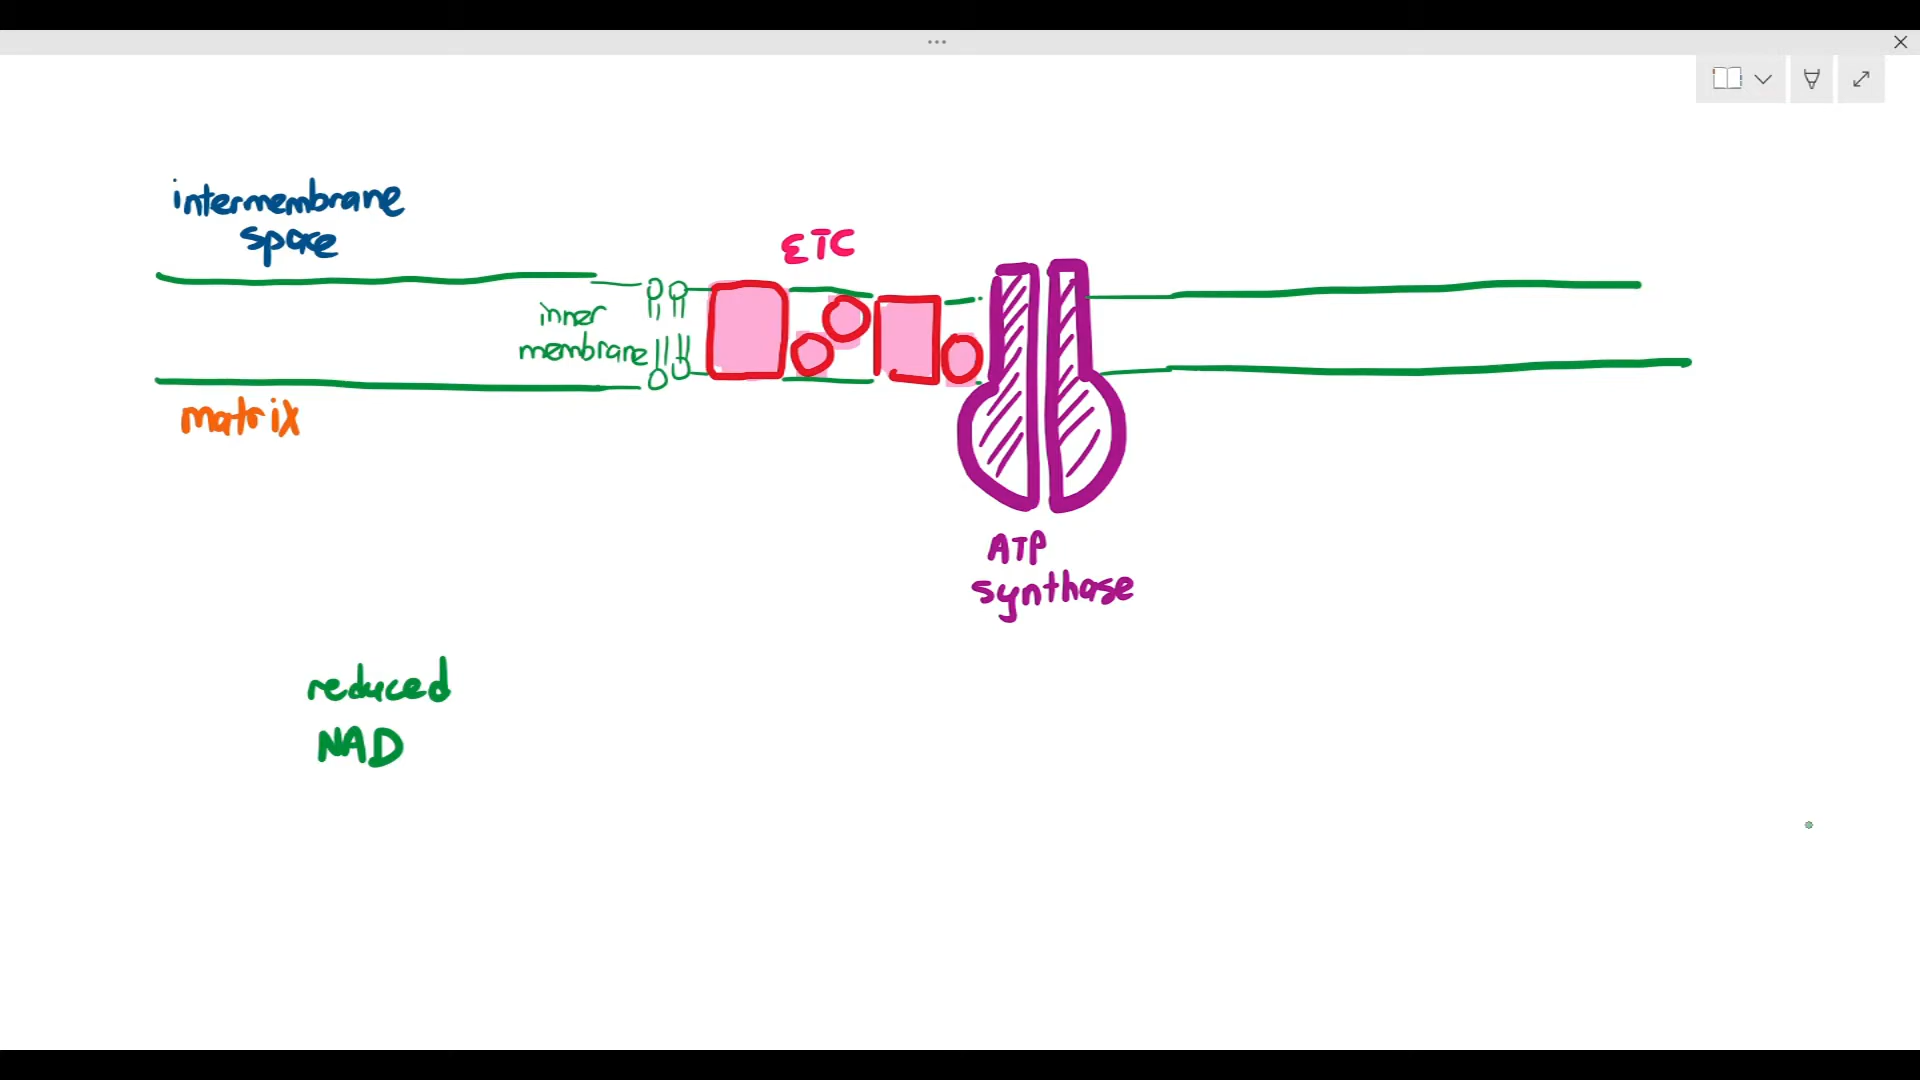 intermembrane
space
ETC
inner
membrane
matrix
ATP
synthase
reduced
NAD